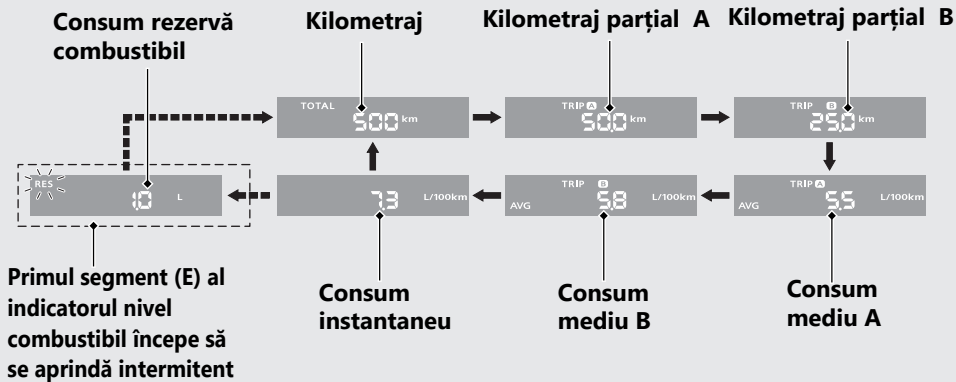 Consum rezervă
combustibil
Kilometraj
Kilometraj parțial A
Kilometraj parțial B
TOTAL
500 km
TRIP A
50.0 km
TRIP B
25.0 km
RES
1.0 L
7.3 L/100km
TRIP B
AVG 5.8 L/100km
TRIP A
AVG 5.5 L/100km
Primul segment (E) al
indicatorul nivel
combustibil începe să
se aprindă intermitent
Consum
instantaneu
Consum
mediu B
Consum
mediu A